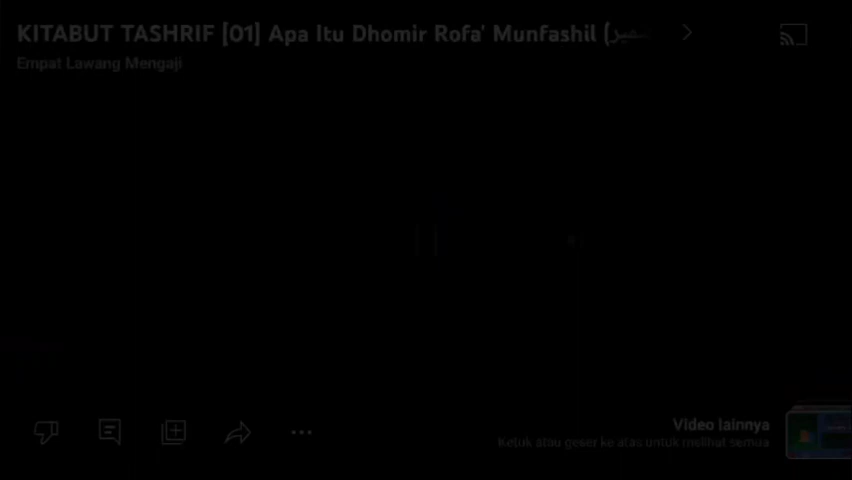 KITABUT TASHRIF [01] Apa Itu Dhomir Rofa' Munfashil (ضمير
Empat Lawang Mengaji
Video lainnya
Ketuk atau geser ke atas untuk melihat semua